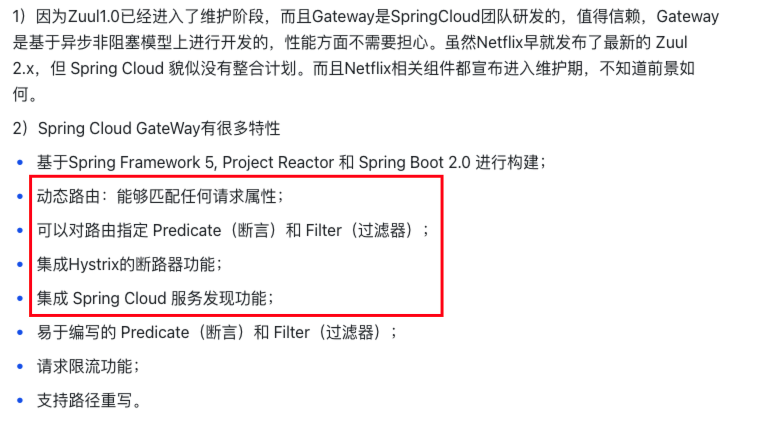 1）因为Zuul1.0已经进入了维护阶段，而且Gateway是SpringCloud团队研发的，值得信赖，Gateway
是基于异步非阻塞模型上进行开发的，性能方面不需要担心。虽然Netflix早就发布了最新的 Zuul
2.x，但 Spring Cloud 貌似没有整合计划。而且Netflix相关组件都宣布进入维护期，不知道前景如
何。
2）Spring Cloud GateWay有很多特性
• 基于Spring Framework 5, Project Reactor 和 Spring Boot 2.0 进行构建；
• 动态路由：能够匹配任何请求属性；
• 可以对路由指定 Predicate（断言）和 Filter（过滤器）；
• 集成Hystrix的断路器功能；
• 集成 Spring Cloud 服务发现功能；
• 易于编写的 Predicate（断言）和 Filter（过滤器）；
• 请求限流功能；
• 支持路径重写。